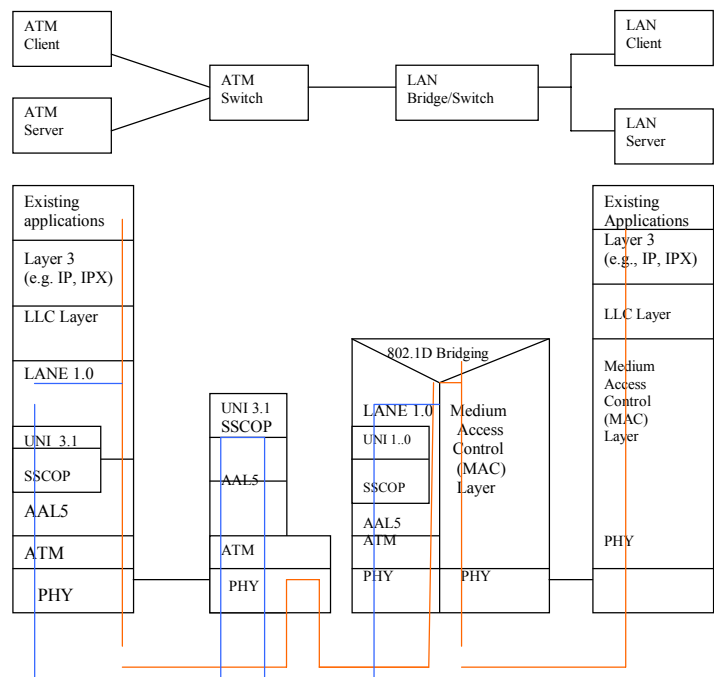 ATM
Client
LAN
Client
ATM
Switch
LAN
Bridge/Switch
ATM
Server
LAN
Server
Existing
applications
Layer 3
(e.g. IP, IPX)
LLC Layer
LANE 1.0
UNI 3.1
SSCOP
AAL5
ATM
PHY
UNI 3.1
SSCOP
AAL5
ATM
PHY
802.1D Bridging
LANE 1.0
UNI 1..0
SSCOP
AAL5
ATM
PHY
Medium
Access
Control
(MAC)
Layer
PHY
Existing
Applications
Layer 3
(e.g., IP, IPX)
LLC Layer
Medium
Access
Control
(MAC)
Layer
PHY